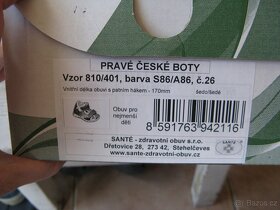 PRAVÉ ČESKÉ BOTY
Vzor 810/401, barva S86/A86, č.26
Vnitřní délka obuvi s patním hákem - 170mm
šedo/šedé
Obuv pro
nejmenší
děti
8 591763 942116
SANTÉ - zdravotní obuv s.r.o.
Dřetovice 28, 273 42, Stehelčeves
www.sante-zdravotni-obuv.cz
SANTÉ
Bazoš.cz